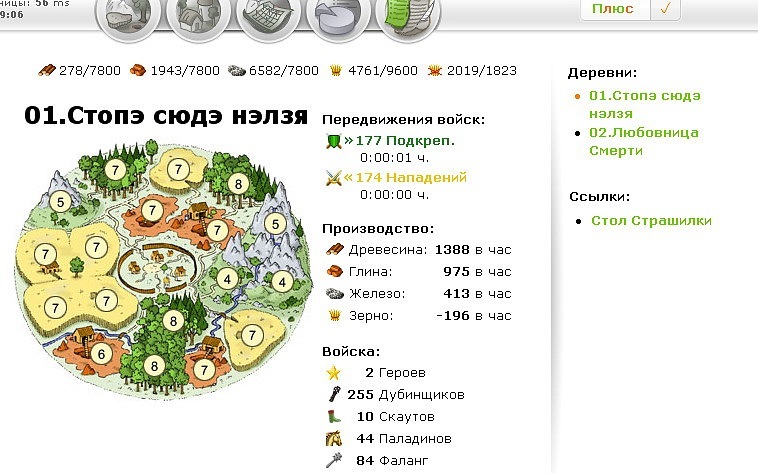 56 ms
9:06
Плюс
278/7800 1943/7800 6582/7800 4761/9600 2019/1823
01.Стопэ сюдэ нэлзя
7
7
8
5
7
7
5
7
7
4
4
7
7
8
7
6
8
7
Передвижения войск:
» 177 Подкреп.
0:00:01 ч.
« 174 Нападений
0:00:00 ч.
Производство:
Древесина: 1388 в час
Глина: 975 в час
Железо: 413 в час
Зерно: -196 в час
Войска:
2 Героев
255 Дубинщиков
10 Скаутов
44 Паладинов
84 Фаланг
Деревни:
• 01.Стопэ сюдэ
нэлзя
• 02.Любовница
Смерти
Ссылки:
• Стол Страшилки